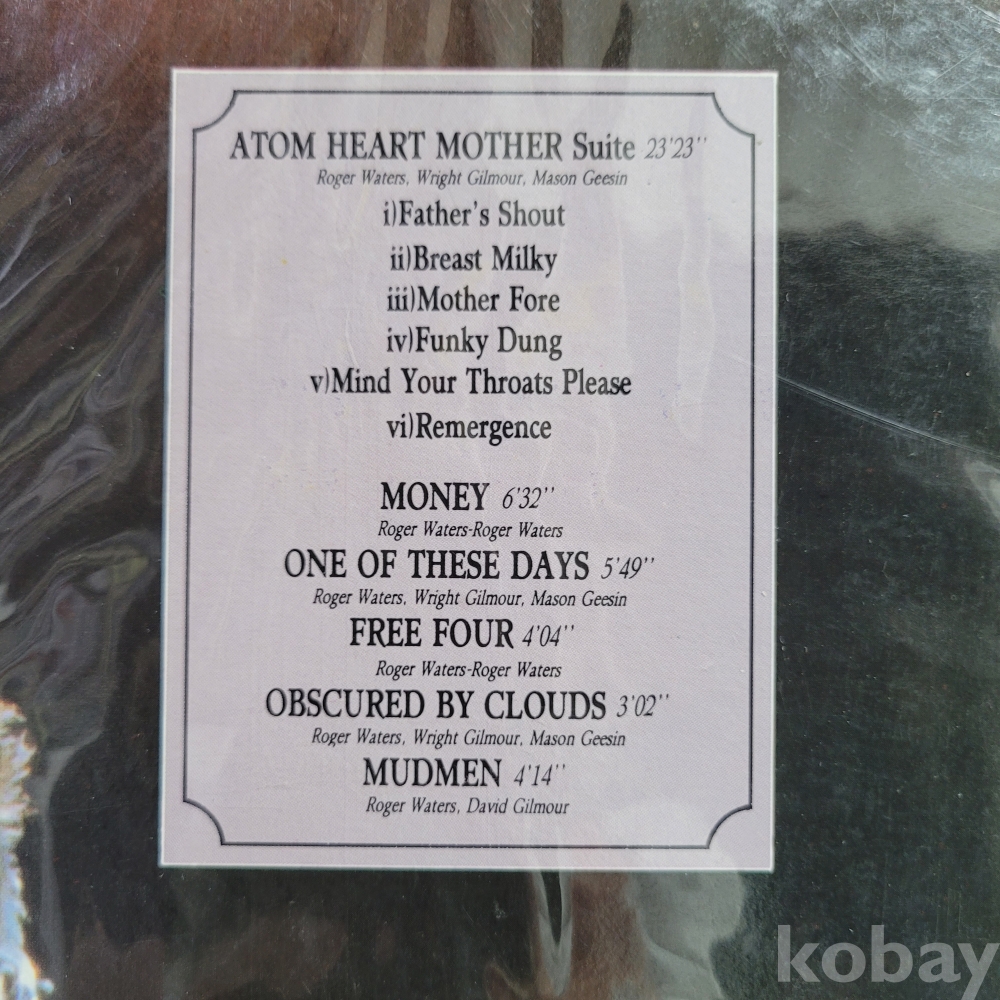 ATOM HEART MOTHER Suite 23'23''
Roger Waters, Wright Gilmour, Mason Geesin
i)Father's Shout
ii)Breast Milky
iii)Mother Fore
iv)Funky Dung
v)Mind Your Throats Please
vi)Remergence
MONEY 6'32''
Roger Waters-Roger Waters
ONE OF THESE DAYS 5'49''
Roger Waters, Wright Gilmour, Mason Geesin
FREE FOUR 4'04''
Roger Waters-Roger Waters
OBSCURED BY CLOUDS 3'02''
Roger Waters, Wright Gilmour, Mason Geesin
MUDMEN 4'14''
Roger Waters, David Gilmour
kobay